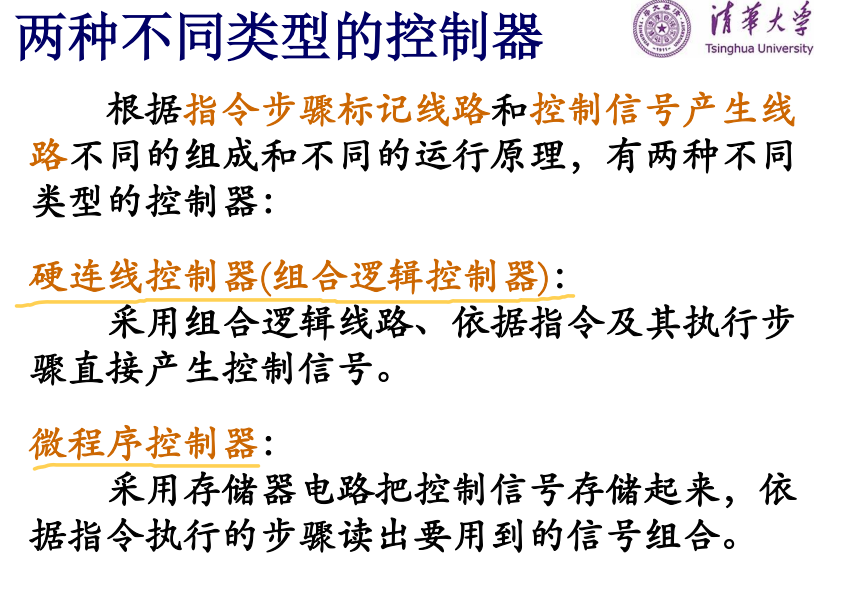 两种不同类型的控制器
清华大学
Tsinghua University
根据指令步骤标记线路和控制信号产生线
路不同的组成和不同的运行原理，有两种不同
类型的控制器：
硬连线控制器(组合逻辑控制器)：
采用组合逻辑线路、依据指令及其执行步
骤直接产生控制信号。
微程序控制器：
采用存储器电路把控制信号存储起来，依
据指令执行的步骤读出要用到的信号组合。